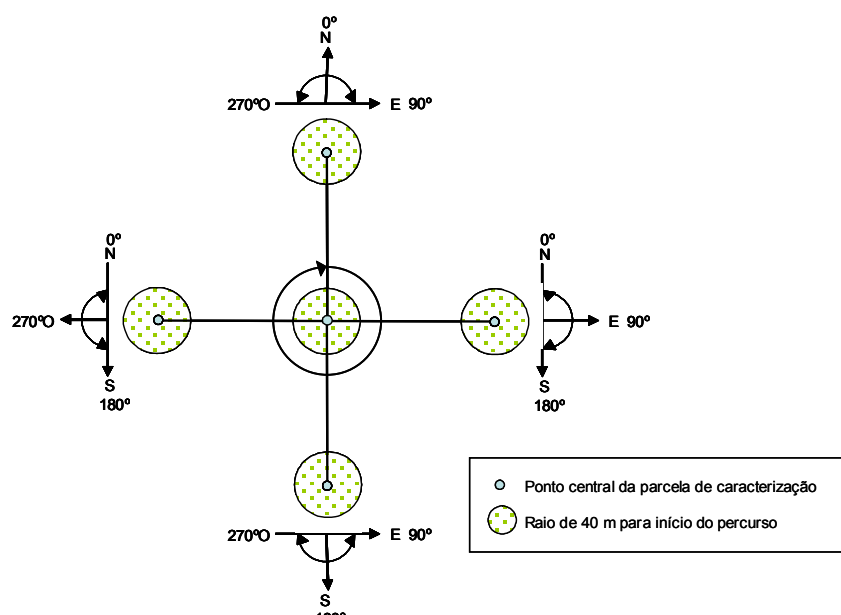 0º
N
270ºO
E 90º
0º
N
270ºO
S
180º
0º
N
E 90º
S
180º
270ºO
E 90º
S
Ponto central da parcela de caracterização
Raio de 40 m para início do percurso